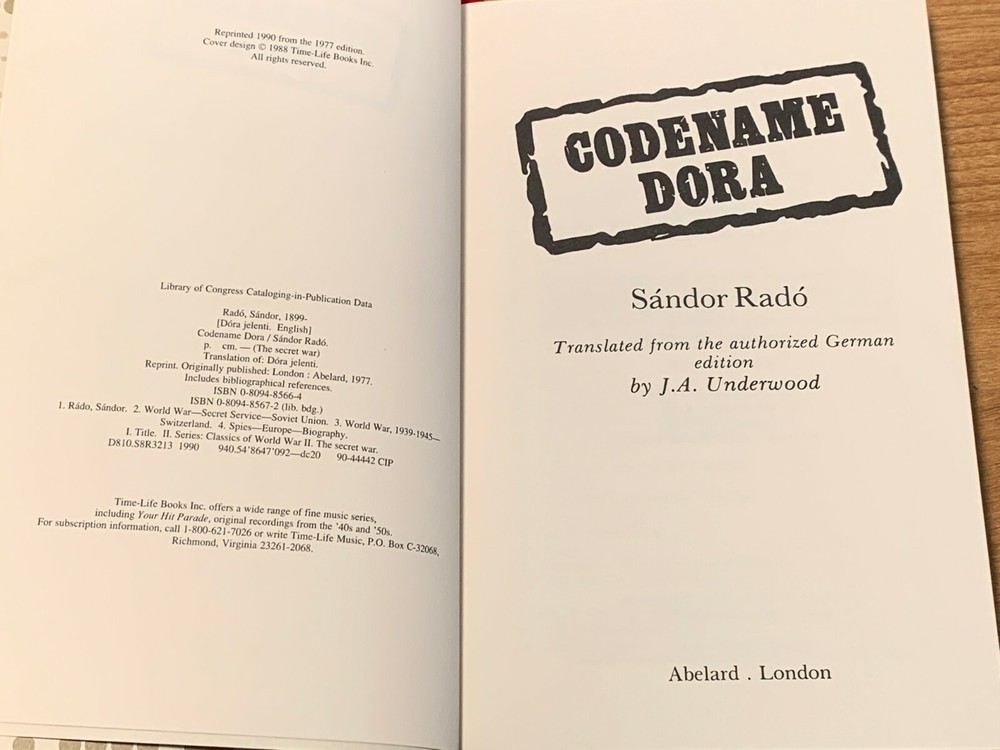 Reprinted 1990 from the 1977 edition.
Cover design © 1988 Time-Life Books Inc.
All rights reserved.
Library of Congress Cataloging-in-Publication Data
Radó, Sándor, 1899-
[Dóra jelenti. English]
Codename Dora / Sándor Radó.
p. cm. — (The secret war)
Translation of: Dóra jelenti.
Reprint. Originally published: London : Abelard, 1977.
Includes bibliographical references.
ISBN 0-8094-8566-4
ISBN 0-8094-8567-2 (lib. bdg.)
1. Rádo, Sándor. 2. World War—Secret Service—Soviet Union. 3. World War, 1939-1945—
Switzerland. 4. Spies—Europe—Biography.
I. Title. II. Series: Classics of World War II. The secret war.
D810.S8R3213 1990 940.54'8647'092—dc20 90-44442 CIP
Time-Life Books Inc. offers a wide range of fine music series,
including Your Hit Parade, original recordings from the '40s and '50s.
For subscription information, call 1-800-621-7026 or write Time-Life Music, P.O. Box C-32068,
Richmond, Virginia 23261-2068.
CODENAME
DORA
Sándor Radó
Translated from the authorized German
edition
by J.A. Underwood
Abelard . London